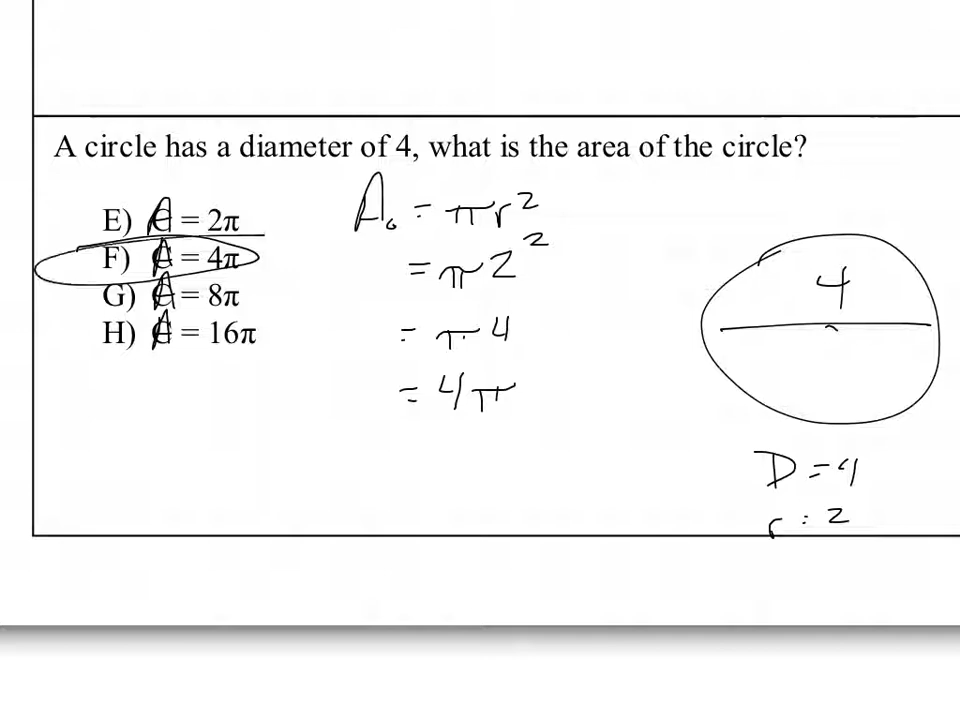 A circle has a diameter of 4, what is the area of the circle?
E) A = 2π
F) A = 4π
G) A = 8π
H) A = 16π
A₀ = πr²
= π2²
= π·4
= 4π
4
D = 4
r = 2